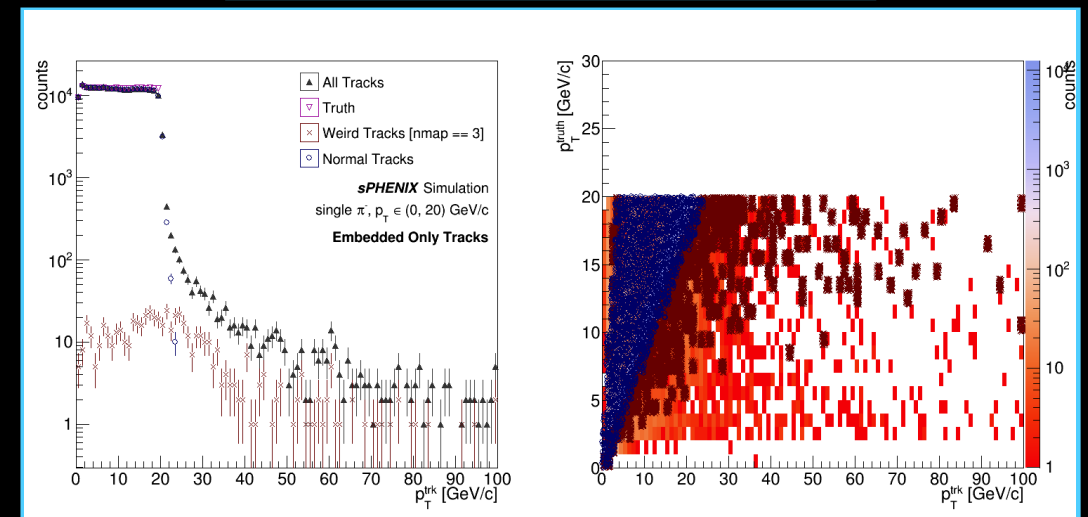 counts
10^4
10^3
10^2
10
1
0 10 20 30 40 50 60 70 80 90 100
p_T^trk [GeV/c]
All Tracks
Truth
Weird Tracks [nmap == 3]
Normal Tracks
sPHENIX Simulation
single π^-, p_T ∈ (0, 20) GeV/c
Embedded Only Tracks
p_T^truth [GeV/c]
30
25
20
15
10
5
0
0 10 20 30 40 50 60 70 80 90 100
p_T^trk [GeV/c]
counts
10^4
10^3
10^2
10
1